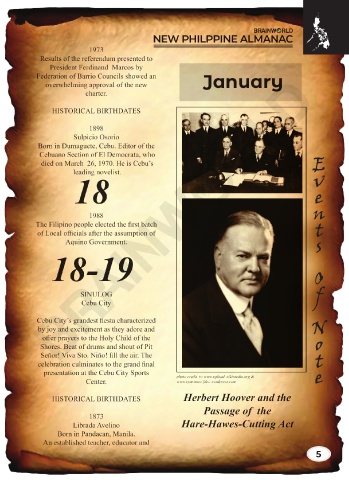 BRAINWORLD
NEW PHILPPINE ALMANAC
1973
Results of the referendum presented to
President Ferdinand Marcos by
Federation of Barrio Councils showed an
overwhelming approval of the new
charter.
HISTORICAL BIRTHDATES
1898
Sulpicio Osorio
Born in Dumaguete, Cebu. Editor of the
Cebuano Section of El Democrata, who
died on March 26, 1970. He is Cebu's
leading novelist.
18
1988
The Filipino people elected the first batch
of Local officials after the assumption of
Aquino Government.
18-19
SINULOG
Cebu City
Cebu City's grandest fiesta characterized
by joy and excitement as they adore and
offer prayers to the Holy Child of the
Shores. Beat of drums and shout of Pit
Señor! Viva Sto. Niño! fill the air. The
celebration culminates to the grand final
presentation at the Cebu City Sports
Center.
HISTORICAL BIRTHDATES
1873
Librada Avelino
Born in Pandacan, Manila.
An established teacher, educator and
January
Events Of Note
Herbert Hoover and the
Passage of the
Hare-Hawes-Cutting Act
5